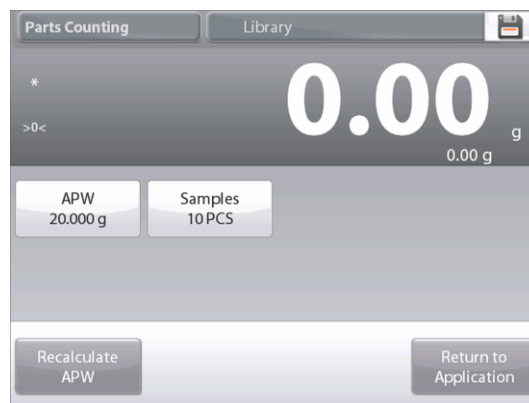 Parts Counting Library
*
0.00 g
>0<
0.00 g
APW Samples
20.000 g 10 PCS
Recalculate Return to
APW Application